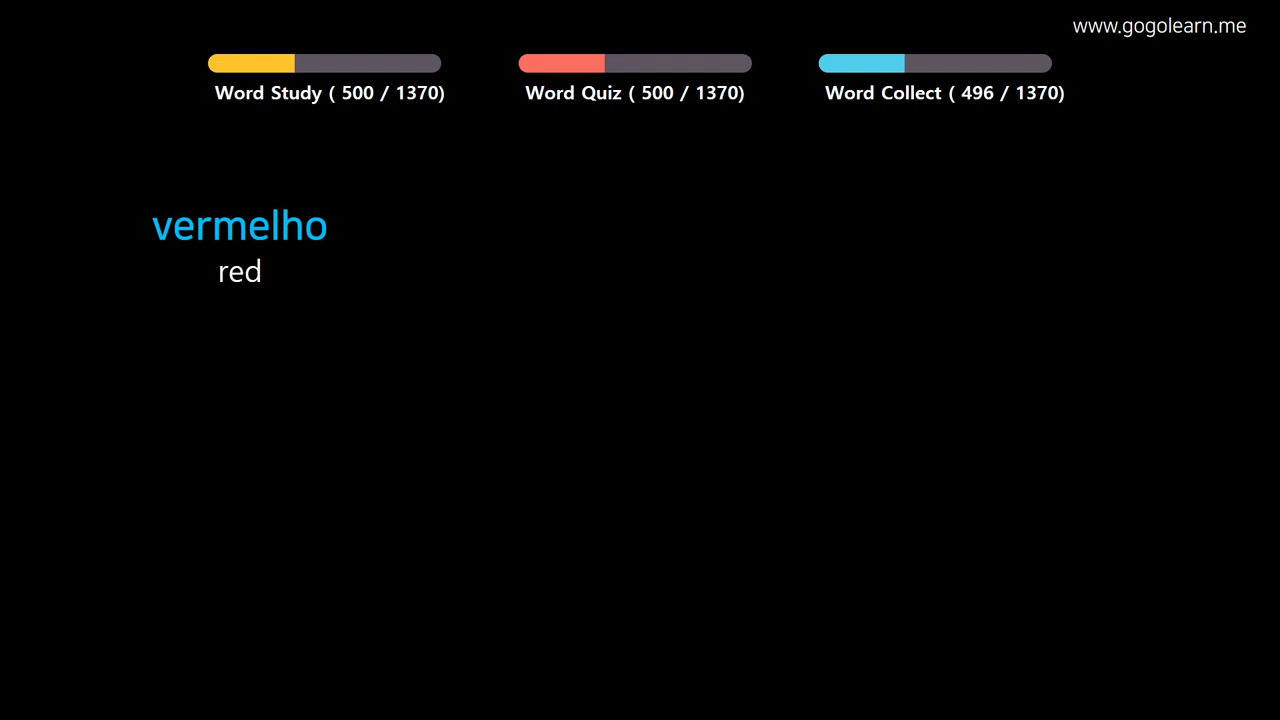 www.gogolearn.me
Word Study ( 500 / 1370)
Word Quiz ( 500 / 1370)
Word Collect ( 496 / 1370)
vermelho
red